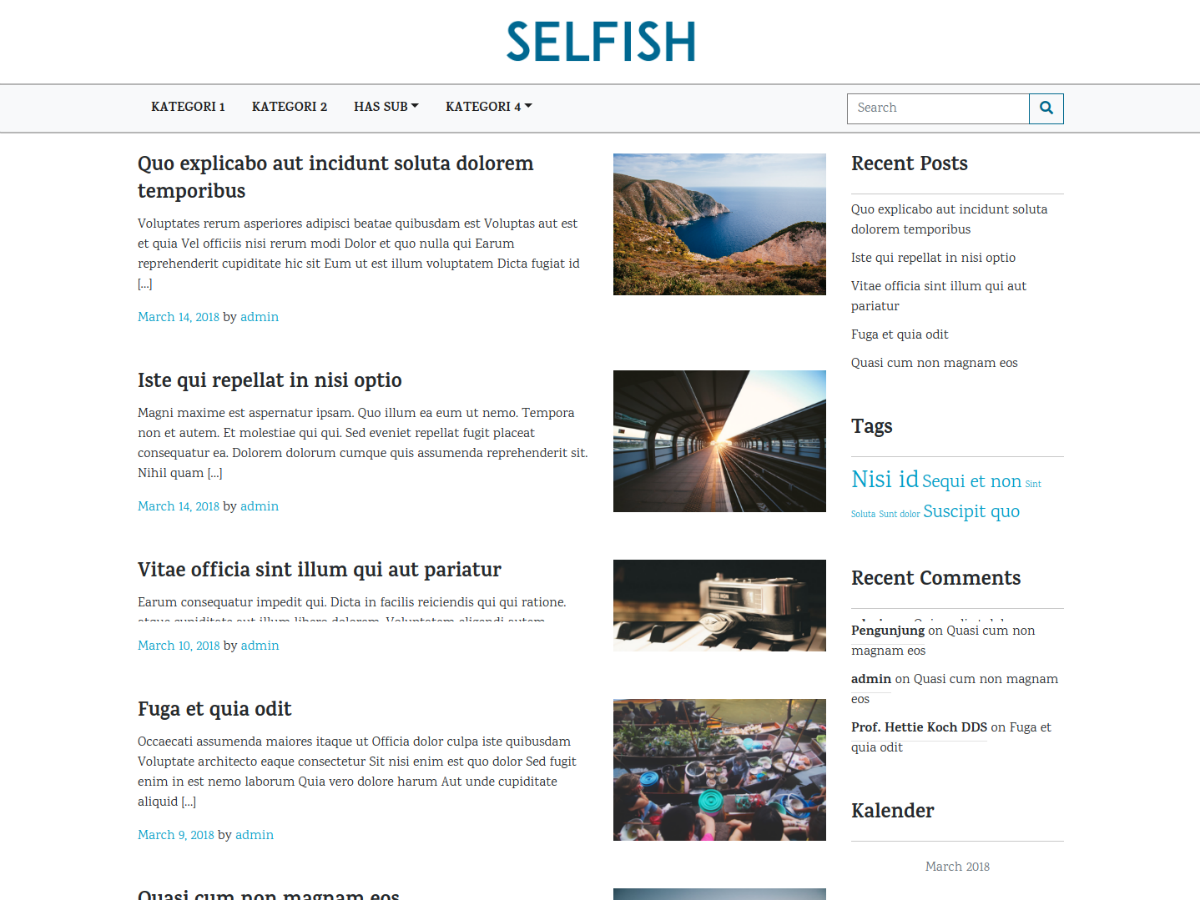 SELFISH
KATEGORI 1 KATEGORI 2 HAS SUB KATEGORI 4
Search
Quo explicabo aut incidunt soluta dolorem
temporibus
Voluptates rerum asperiores adipisci beatae quibusdam est Voluptas aut est
et quia Vel officiis nisi rerum modi Dolor et quo nulla qui Earum
reprehenderit cupiditate hic sit Eum ut est illum voluptatem Dicta fugiat id
[...]
March 14, 2018 by admin
Iste qui repellat in nisi optio
Magni maxime est aspernatur ipsam. Quo illum ea eum ut nemo. Tempora
non et autem. Et molestiae qui qui. Sed eveniet repellat fugit placeat
consequatur ea. Dolorem dolorum cumque quis assumenda reprehenderit sit.
Nihil quam [...]
March 14, 2018 by admin
Vitae officia sint illum qui aut pariatur
Earum consequatur impedit qui. Dicta in facilis reiciendis qui qui ratione.
March 10, 2018 by admin
Fuga et quia odit
Occaecati assumenda maiores itaque ut Officia dolor culpa iste quibusdam
Voluptate architecto eaque consectetur Sit nisi enim est quo dolor Sed fugit
enim in est nemo laborum Quia vero dolore harum Aut unde cupiditate
aliquid [...]
March 9, 2018 by admin
Quasi cum non magnam eos
Recent Posts
Quo explicabo aut incidunt soluta
dolorem temporibus
Iste qui repellat in nisi optio
Vitae officia sint illum qui aut
pariatur
Fuga et quia odit
Quasi cum non magnam eos
Tags
Nisi id Sequi et non Sint
Soluta Sunt dolor Suscipit quo
Recent Comments
Pengunjung on Quasi cum non
magnam eos
admin on Quasi cum non magnam
eos
Prof. Hettie Koch DDS on Fuga et
quia odit
Kalender
March 2018